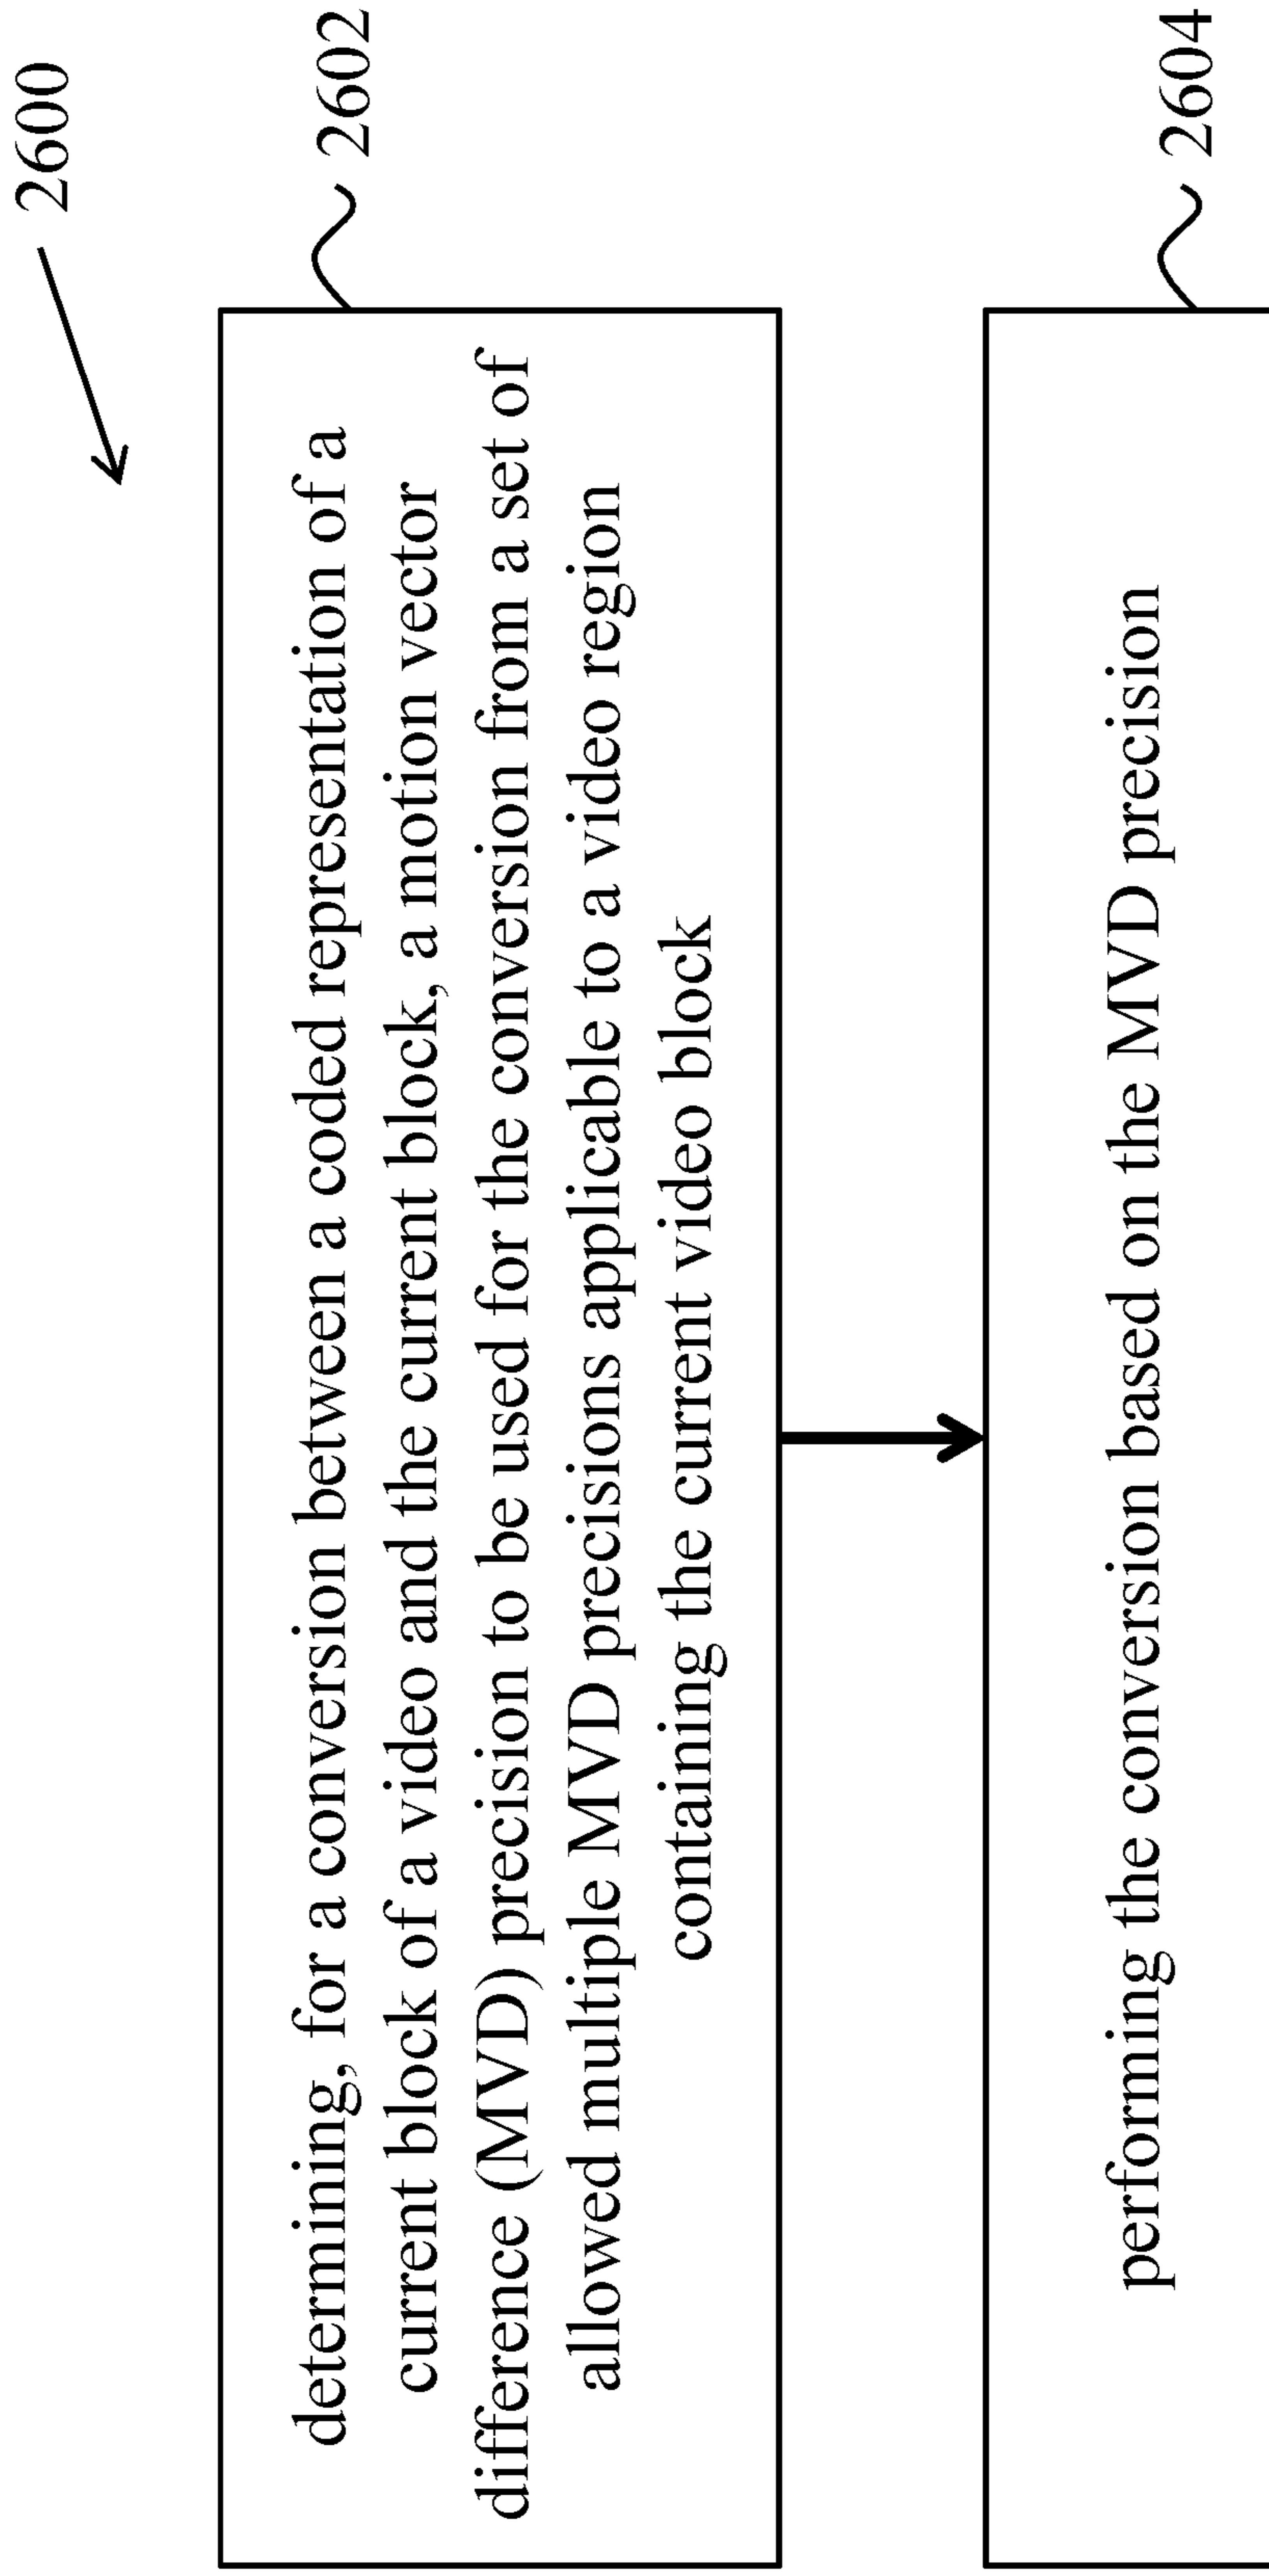 2600
determining, for a conversion between a coded representation of a
current block of a video and the current block, a motion vector
difference (MVD) precision to be used for the conversion from a set of
allowed multiple MVD precisions applicable to a video region
containing the current video block
2602
performing the conversion based on the MVD precision
2604